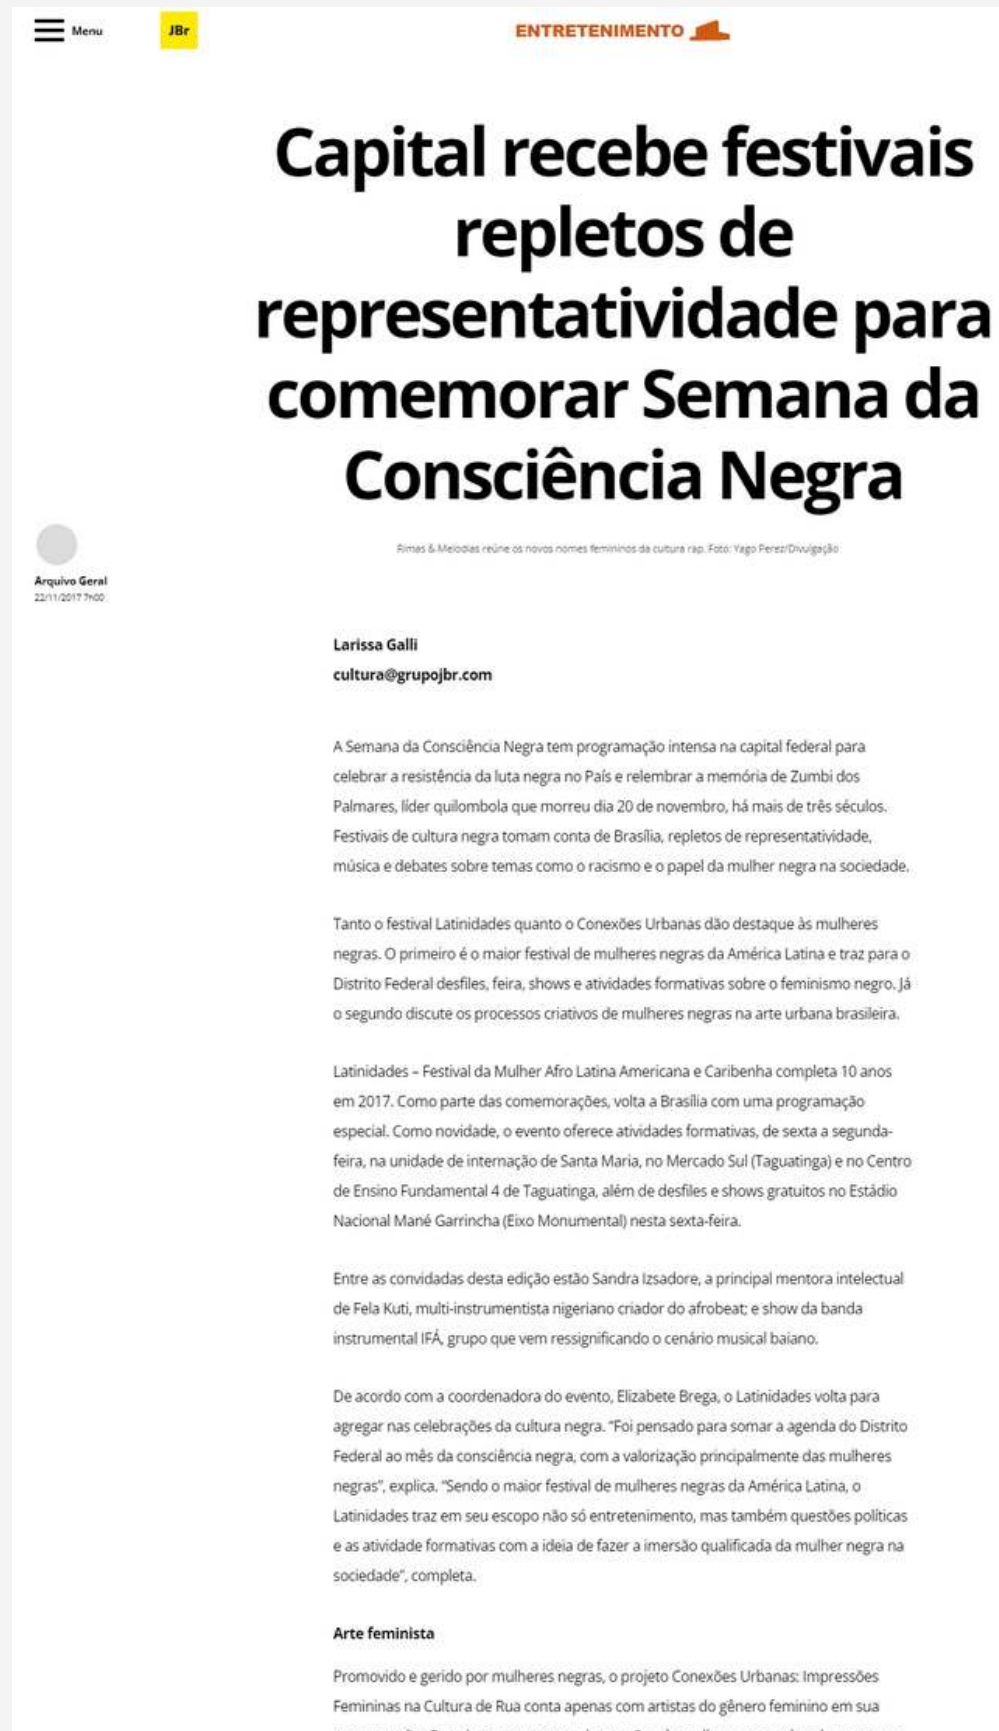 Menu
JBr
ENTRETENIMENTO
Capital recebe festivais
repletos de
representatividade para
comemorar Semana da
Consciência Negra
Rimas & Melodias reúne os novos nomes femininos da cultura rap. Foto: Yago Perez/Divulgação
Arquivo Geral
22/11/2017 7h00
Larissa Galli
cultura@grupojbr.com
A Semana da Consciência Negra tem programação intensa na capital federal para
celebrar a resistência da luta negra no País e relembrar a memória de Zumbi dos
Palmares, líder quilombola que morreu dia 20 de novembro, há mais de três séculos.
Festivais de cultura negra tomam conta de Brasília, repletos de representatividade,
música e debates sobre temas como o racismo e o papel da mulher negra na sociedade.
Tanto o festival Latinidades quanto o Conexões Urbanas dão destaque às mulheres
negras. O primeiro é o maior festival de mulheres negras da América Latina e traz para o
Distrito Federal desfiles, feira, shows e atividades formativas sobre o feminismo negro. Já
o segundo discute os processos criativos de mulheres negras na arte urbana brasileira.
Latinidades – Festival da Mulher Afro Latina Americana e Caribenha completa 10 anos
em 2017. Como parte das comemorações, volta a Brasília com uma programação
especial. Como novidade, o evento oferece atividades formativas, de sexta a segunda-
feira, na unidade de internação de Santa Maria, no Mercado Sul (Taguatinga) e no Centro
de Ensino Fundamental 4 de Taguatinga, além de desfiles e shows gratuitos no Estádio
Nacional Mané Garrincha (Eixo Monumental) nesta sexta-feira.
Entre as convidadas desta edição estão Sandra Izsadore, a principal mentora intelectual
de Fela Kuti, multi-instrumentista nigeriano criador do afrobeat; e show da banda
instrumental IFÁ, grupo que vem ressignificando o cenário musical baiano.
De acordo com a coordenadora do evento, Elizabete Brega, o Latinidades volta para
agregar nas celebrações da cultura negra. “Foi pensado para somar a agenda do Distrito
Federal ao mês da consciência negra, com a valorização principalmente das mulheres
negras”, explica. “Sendo o maior festival de mulheres negras da América Latina, o
Latinidades traz em seu escopo não só entretenimento, mas também questões políticas
e as atividade formativas com a ideia de fazer a imersão qualificada da mulher negra na
sociedade”, completa.
Arte feminista
Promovido e gerido por mulheres negras, o projeto Conexões Urbanas: Impressões
Femininas na Cultura de Rua conta apenas com artistas do gênero feminino em sua